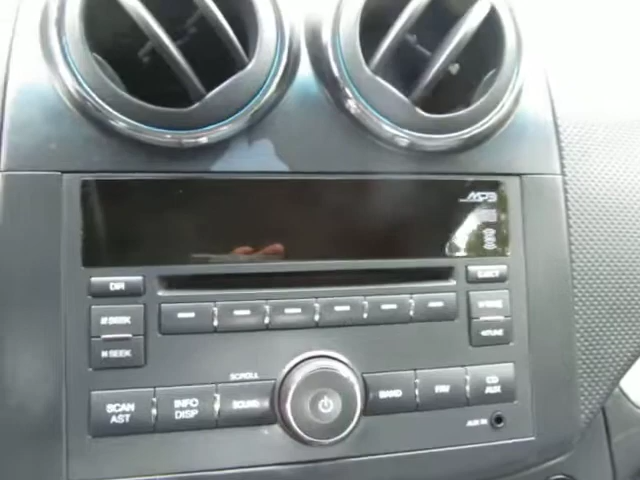 MP3
DIR
EJECT
SEEK
TUNE
SEEK
TUNE
SCROLL
SCAN
AST
INFO
DISP
SOUND
BAND
FAV
CD
AUX
AUX IN